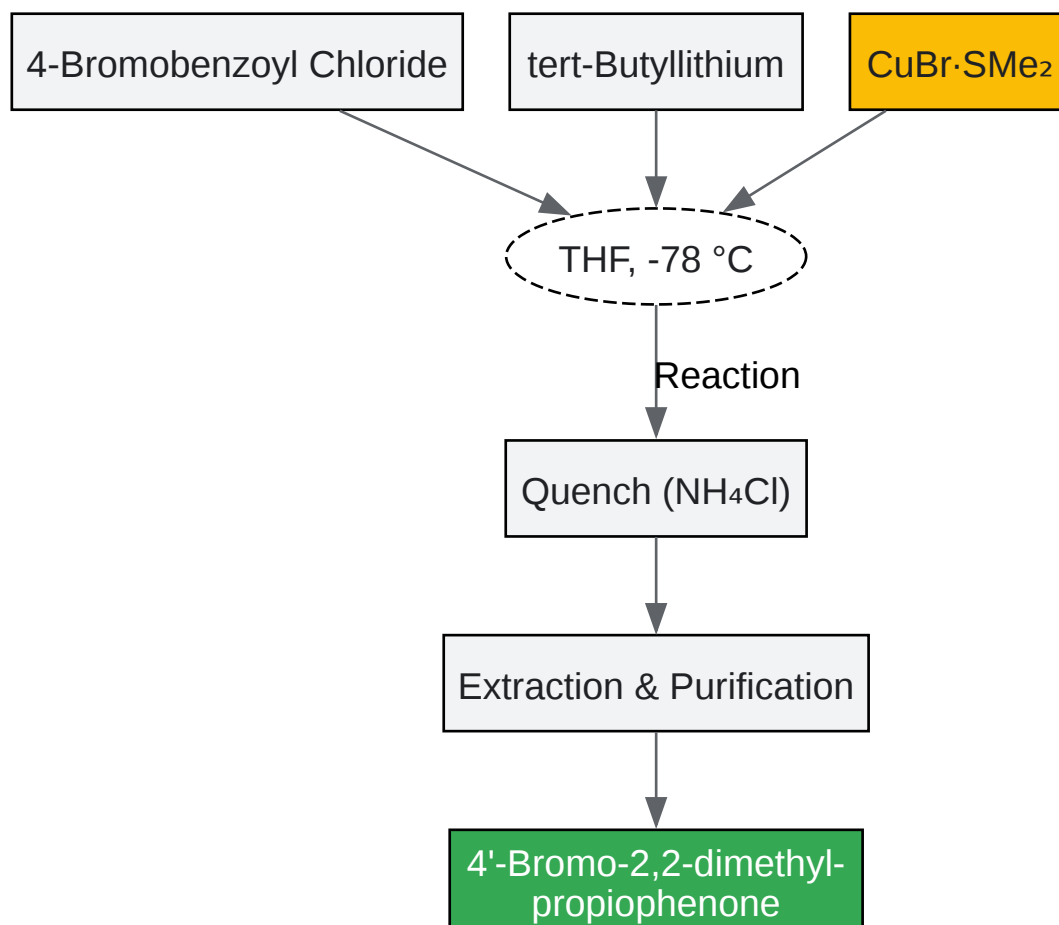 4-Bromobenzoyl Chloride
tert-Butyllithium
CuBr·SMe₂
THF, -78 °C
Reaction
Quench (NH₄Cl)
Extraction & Purification
4'-Bromo-2,2-dimethyl-
propiophenone